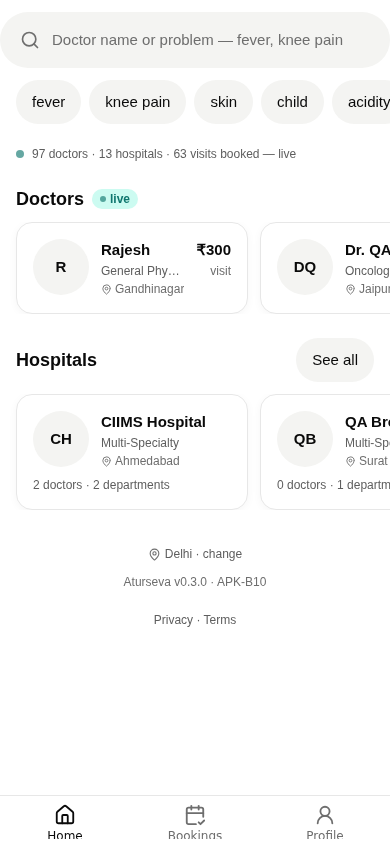 Doctor name or problem — fever, knee pain
fever knee pain skin child acidity
97 doctors · 13 hospitals · 63 visits booked — live
Doctors live
R
Rajesh ₹300
General Phy… visit
Gandhinagar
DQ
Dr. QA
Oncolog
Jaipur
Hospitals See all
CH
CIIMS Hospital
Multi-Specialty
Ahmedabad
2 doctors · 2 departments
QB
QA Bro
Multi-Spe
Surat
0 doctors · 1 departm
Delhi · change
Aturseva v0.3.0 · APK-B10
Privacy · Terms
Home Bookings Profile